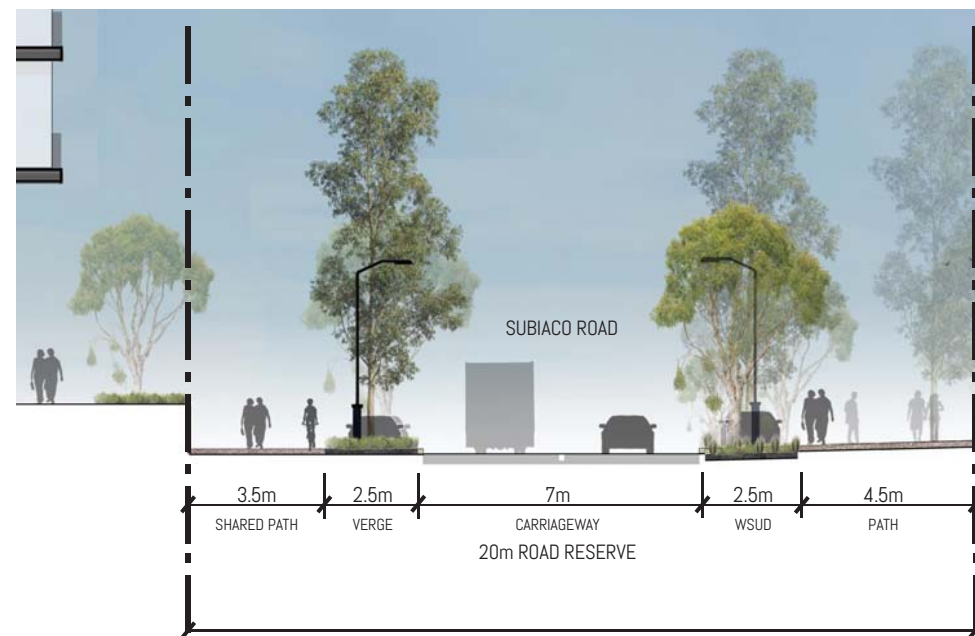 SUBIACO ROAD
3.5m 2.5m 7m 2.5m 4.5m
SHARED PATH VERGE CARRIAGEWAY WSUD PATH
20m ROAD RESERVE